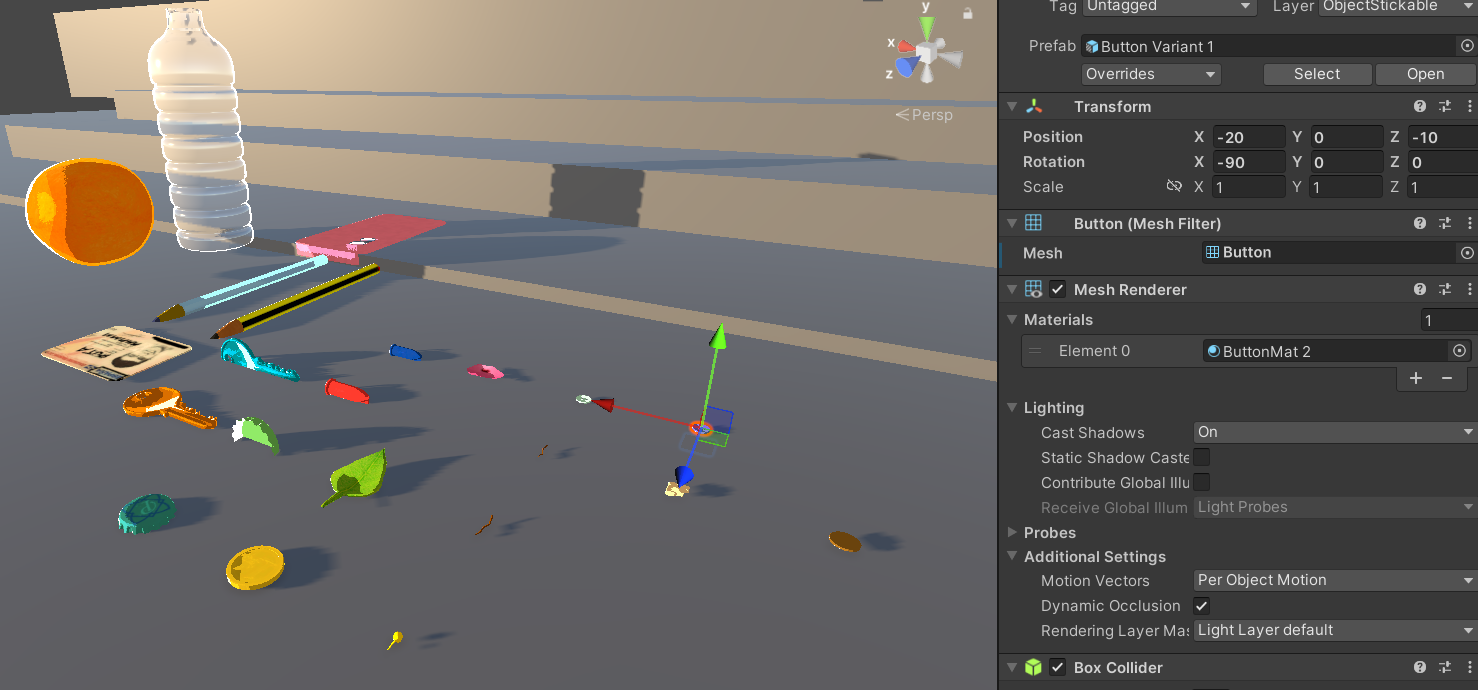 Tag Untagged Layer ObjectStickable
Prefab Button Variant 1
Overrides Select Open
Transform
Position X -20 Y 0 Z -10
Rotation X -90 Y 0 Z 0
Scale X 1 Y 1 Z 1
Button (Mesh Filter)
Mesh Button
Mesh Renderer
Materials 1
Element 0 ButtonMat 2
Lighting
Cast Shadows On
Static Shadow Caste
Contribute Global Illu
Receive Global Illum Light Probes
Probes
Additional Settings
Motion Vectors Per Object Motion
Dynamic Occlusion
Rendering Layer Mas Light Layer default
Box Collider
y
x
z
Persp